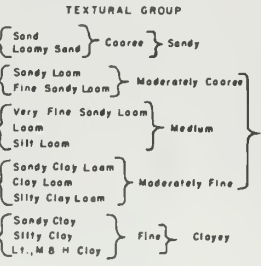 TEXTURAL GROUP
Sand
Loamy Sand Coarse Sandy
Sandy Loam
Fine Sandy Loam Moderately Coarse
Very Fine Sandy Loam
Loam Medium
Silt Loam
Sandy Clay Loam
Clay Loam Moderately Fine
Silty Clay Loam
Sandy Clay
Silty Clay Fine Clayey
Lt., M & H Clay